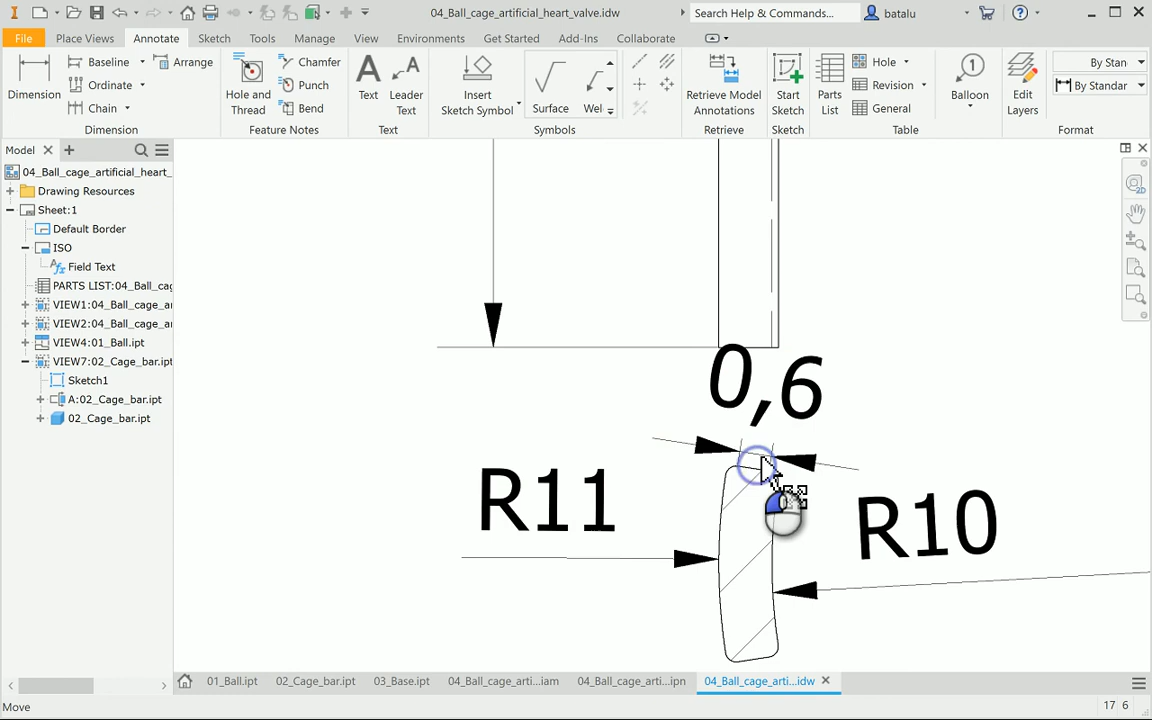 04_Ball_cage_artificial_heart_valve.idw
Search Help & Commands...
batalu
File
Place Views
Annotate
Sketch
Tools
Manage
View
Environments
Get Started
Add-Ins
Collaborate
Dimension
Baseline
Ordinate
Chain
Arrange
Dimension
Hole and Thread
Chamfer
Punch
Bend
Feature Notes
Text
Leader Text
Text
Insert Sketch Symbol
Surface
Wel
Symbols
Retrieve Model Annotations
Retrieve
Start Sketch
Sketch
Parts List
Hole
Revision
General
Table
Balloon
Edit Layers
By Stan
By Standar
Format
Model
04_Ball_cage_artificial_heart_
Drawing Resources
Sheet:1
Default Border
ISO
Field Text
PARTS LIST:04_Ball_cag
VIEW1:04_Ball_cage_ar
VIEW2:04_Ball_cage_ar
VIEW4:01_Ball.ipt
VIEW7:02_Cage_bar.ipt
Sketch1
A:02_Cage_bar.ipt
02_Cage_bar.ipt
2D
0,6
R11
R10
01_Ball.ipt
02_Cage_bar.ipt
03_Base.ipt
04_Ball_cage_arti...iam
04_Ball_cage_arti...ipn
04_Ball_cage_arti...idw
Move
17 6